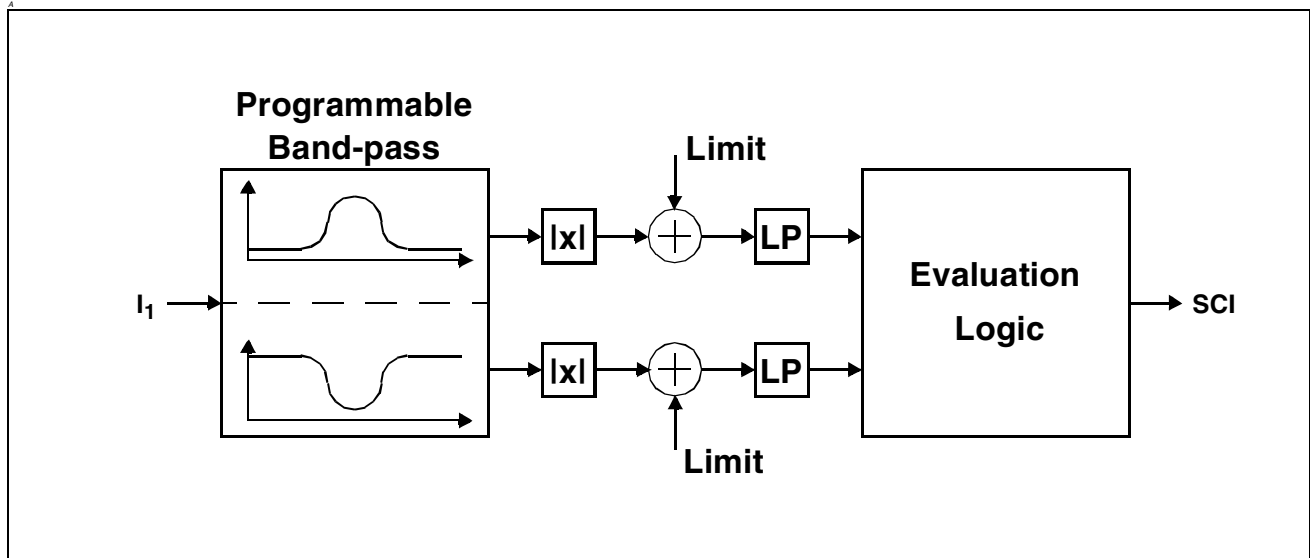 A
Programmable
Band-pass
Limit
|x|
LP
Evaluation
Logic
I1
SCI
|x|
LP
Limit